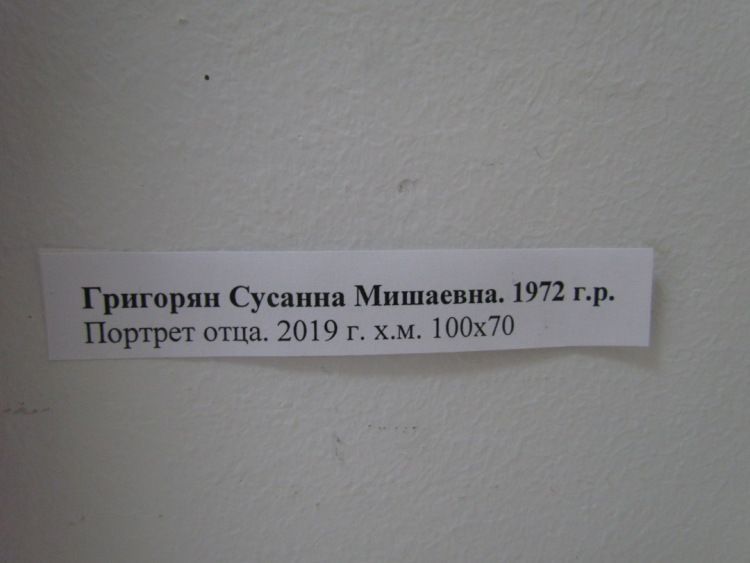 Григорян Сусанна Мишаевна. 1972 г.р.
Портрет отца. 2019 г. х.м. 100х70